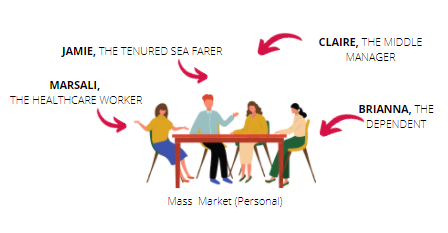 CLAIRE, THE MIDDLE
MANAGER
JAMIE, THE TENURED SEA FARER
MARSALI,
THE HEALTHCARE WORKER
BRIANNA, THE
DEPENDENT
Mass Market (Personal)